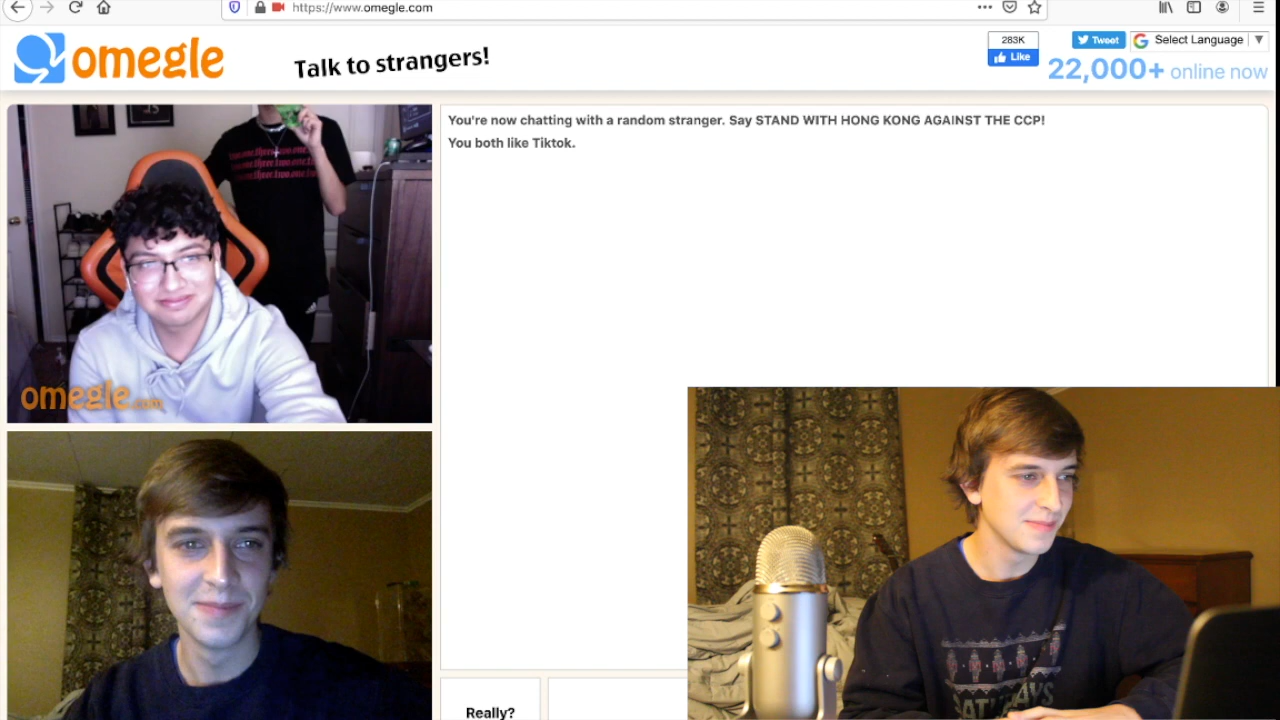 https://www.omegle.com
omegle
Talk to strangers!
283K
Like
Tweet
Select Language
22,000+ online now
You're now chatting with a random stranger. Say STAND WITH HONG KONG AGAINST THE CCP!
You both like Tiktok.
omegle.com
Really?